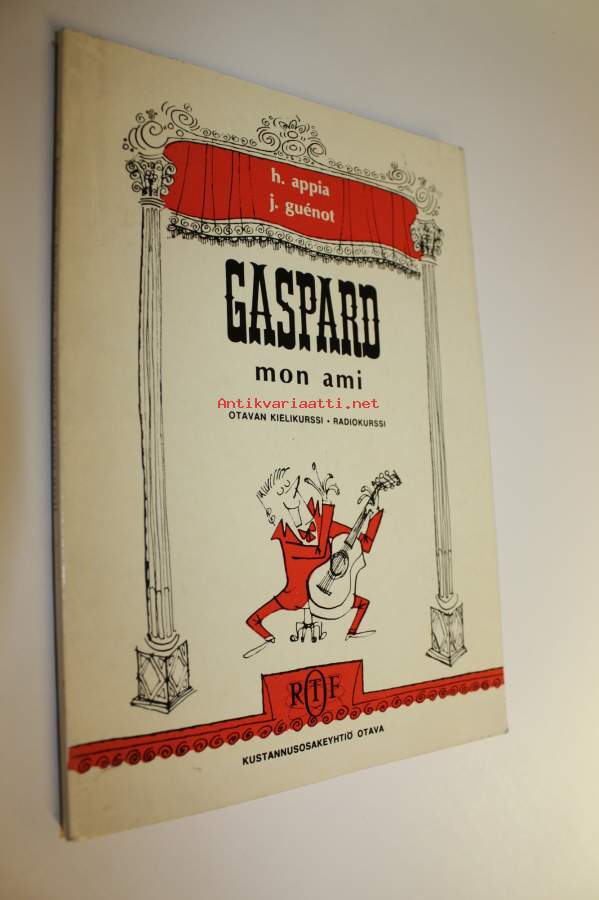 h. appia
j. guénot
GASPARD
mon ami
Antikvariaatti.net
OTAVAN KIELIKURSSI • RADIOKURSSI
RTF
KUSTANNUSOSAKEYHTIÖ OTAVA